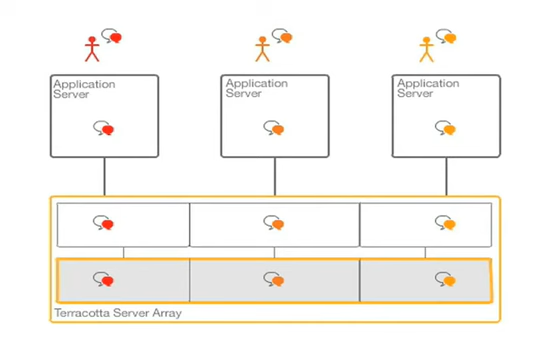 Application
Server
Application
Server
Application
Server
Terracotta Server Array